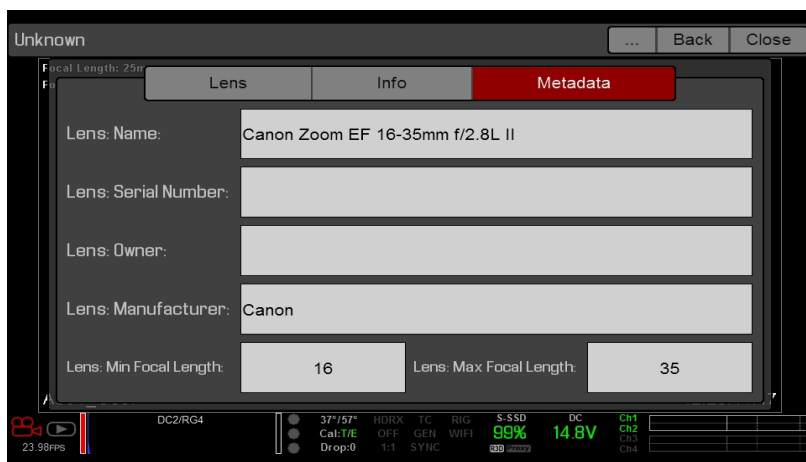 Unknown
...
Back
Close
Focal Length: 25m
Lens
Info
Metadata
Lens: Name:
Canon Zoom EF 16-35mm f/2.8L II
Lens: Serial Number:
Lens: Owner:
Lens: Manufacturer:
Canon
Lens: Min Focal Length:
16
Lens: Max Focal Length:
35
DC2/RG4
37°/57° HDRX TC RIG S-SSD DC Ch1
Cal:T/E OFF GEN WIFI 99% 14.8V Ch2
Ch3
23.98FPS
Drop:0 1:1 SYNC R3D Proxy Ch4